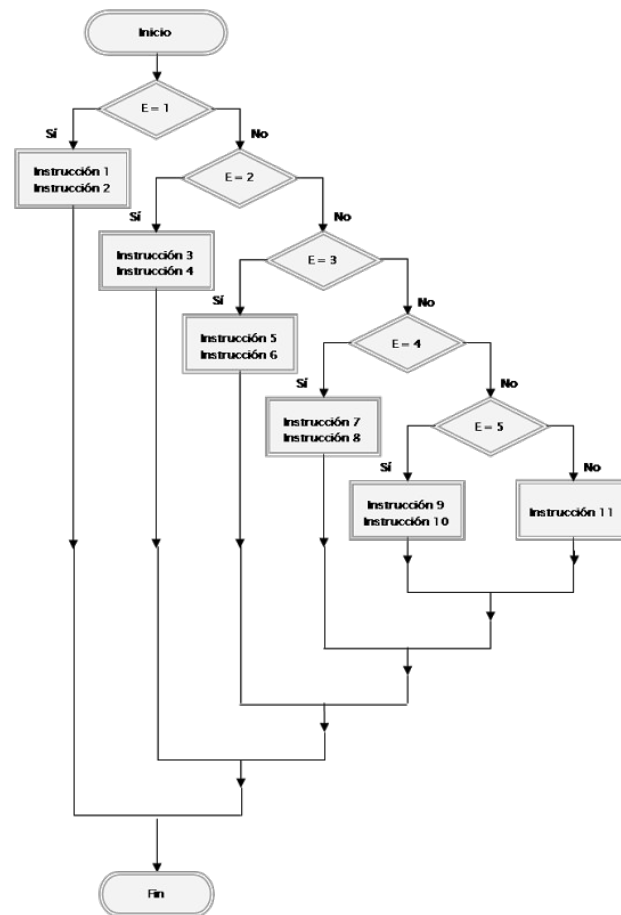 Inicio
E = 1
Sí
No
Instrucción 1
Instrucción 2
E = 2
Sí
No
Instrucción 3
Instrucción 4
E = 3
Sí
No
Instrucción 5
Instrucción 6
E = 4
Sí
No
Instrucción 7
Instrucción 8
E = 5
Sí
No
Instrucción 9
Instrucción 10
Instrucción 11
Fin